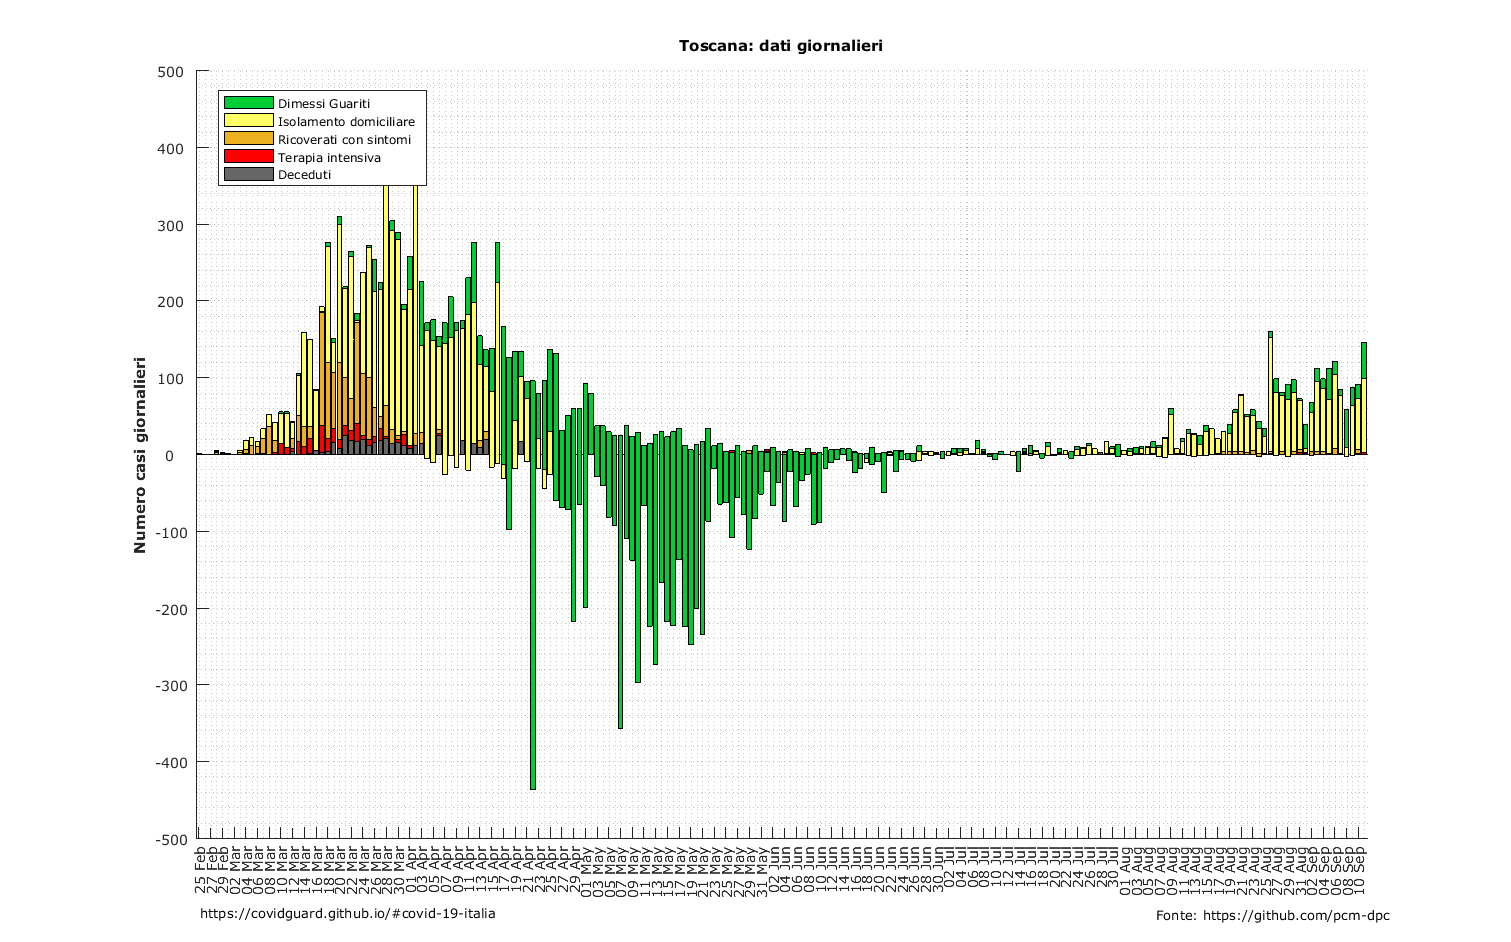 Toscana: dati giornalieri
500
400
300
200
100
0
-100
-200
-300
-400
-500
Numero casi giornalieri
Dimessi Guariti
Isolamento domiciliare
Ricoverati con sintomi
Terapia intensiva
Deceduti
25 Feb
27 Feb
29 Feb
02 Mar
04 Mar
06 Mar
08 Mar
10 Mar
12 Mar
14 Mar
16 Mar
18 Mar
20 Mar
22 Mar
24 Mar
26 Mar
28 Mar
30 Mar
01 Apr
03 Apr
05 Apr
07 Apr
09 Apr
11 Apr
13 Apr
15 Apr
17 Apr
19 Apr
21 Apr
23 Apr
25 Apr
27 Apr
29 Apr
01 May
03 May
05 May
07 May
09 May
11 May
13 May
15 May
17 May
19 May
21 May
23 May
25 May
27 May
29 May
31 May
02 Jun
04 Jun
06 Jun
08 Jun
10 Jun
12 Jun
14 Jun
16 Jun
18 Jun
20 Jun
22 Jun
24 Jun
26 Jun
28 Jun
30 Jun
02 Jul
04 Jul
06 Jul
08 Jul
10 Jul
12 Jul
14 Jul
16 Jul
18 Jul
20 Jul
22 Jul
24 Jul
26 Jul
28 Jul
30 Jul
01 Aug
03 Aug
05 Aug
07 Aug
09 Aug
11 Aug
13 Aug
15 Aug
17 Aug
19 Aug
21 Aug
23 Aug
25 Aug
27 Aug
29 Aug
31 Aug
02 Sep
04 Sep
06 Sep
08 Sep
10 Sep
https://covidguard.github.io/#covid-19-italia
Fonte: https://github.com/pcm-dpc